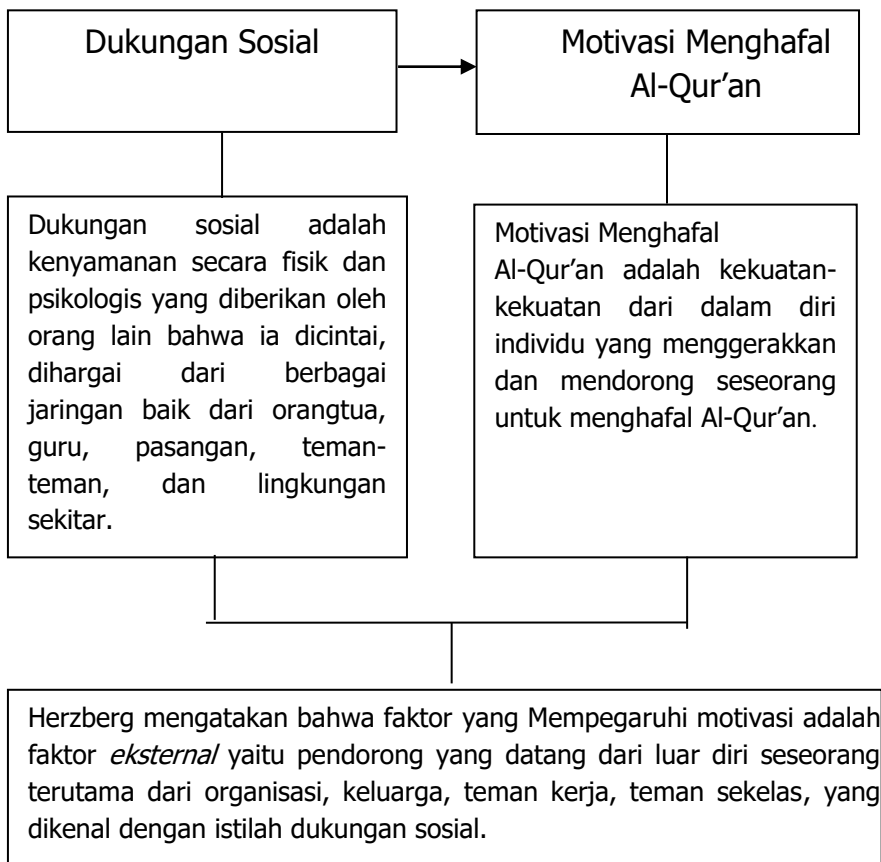 Dukungan Sosial
Motivasi Menghafal
Al-Qur’an
Dukungan sosial adalah
kenyamanan secara fisik dan
psikologis yang diberikan oleh
orang lain bahwa ia dicintai,
dihargai dari berbagai
jaringan baik dari orangtua,
guru, pasangan, teman-
teman, dan lingkungan
sekitar.
Motivasi Menghafal
Al-Qur’an adalah kekuatan-
kekuatan dari dalam diri
individu yang menggerakkan
dan mendorong seseorang
untuk menghafal Al-Qur’an.
Herzberg mengatakan bahwa faktor yang Mempegaruhi motivasi adalah
faktor eksternal yaitu pendorong yang datang dari luar diri seseorang
terutama dari organisasi, keluarga, teman kerja, teman sekelas, yang
dikenal dengan istilah dukungan sosial.